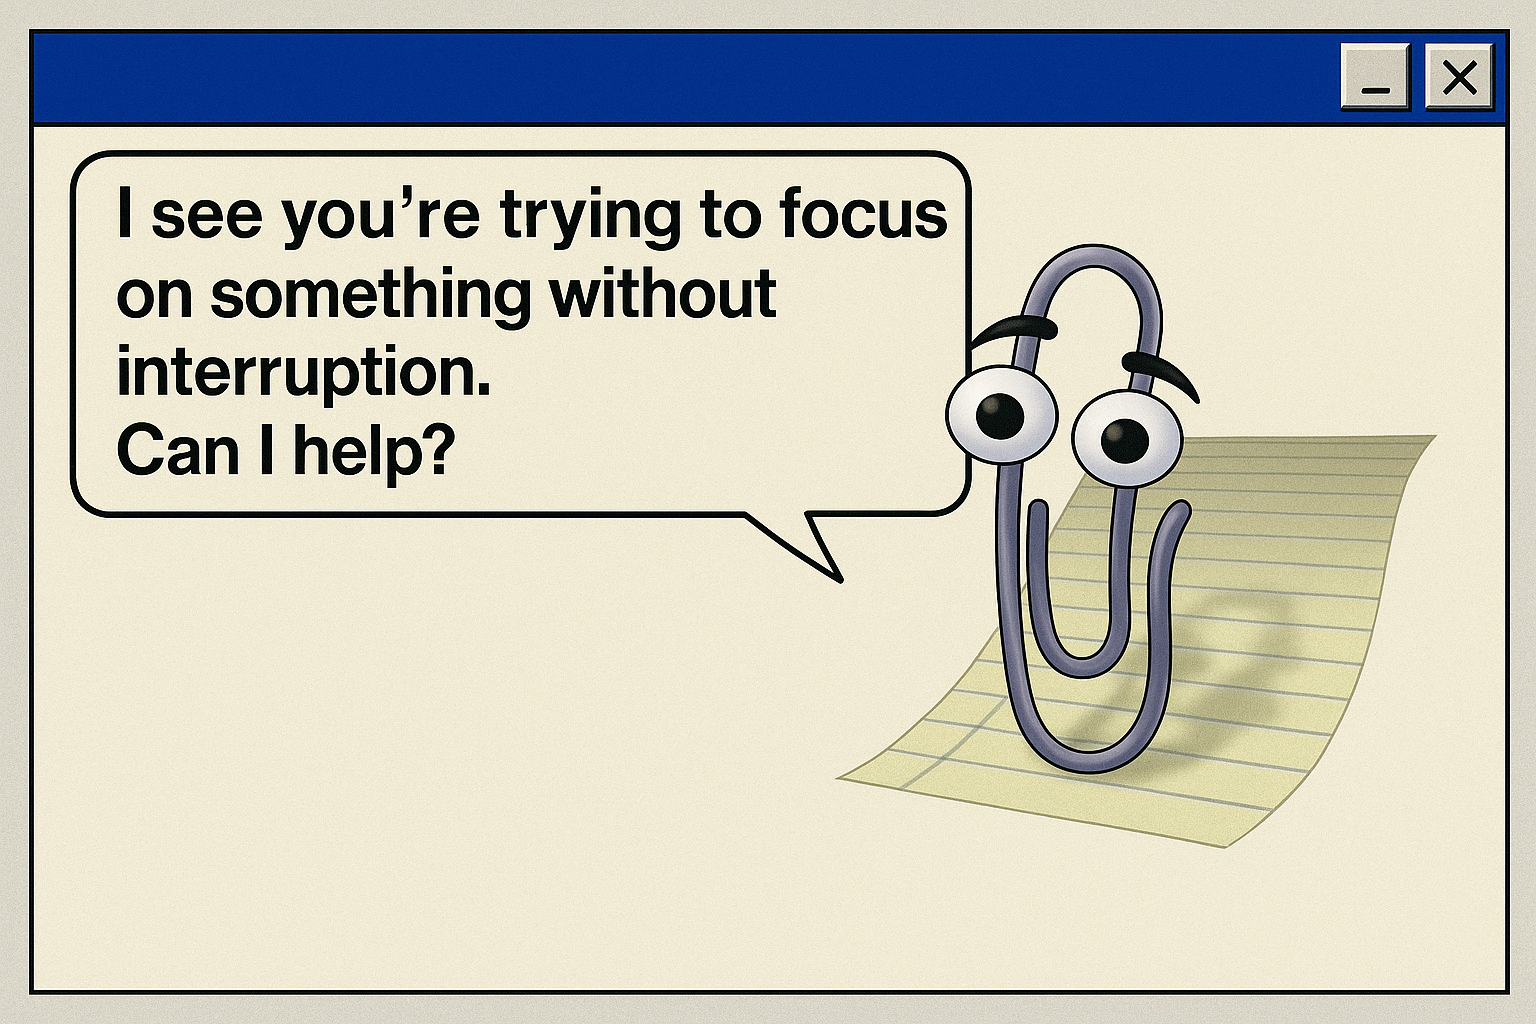 I see you’re trying to focus
on something without
interruption.
Can I help?